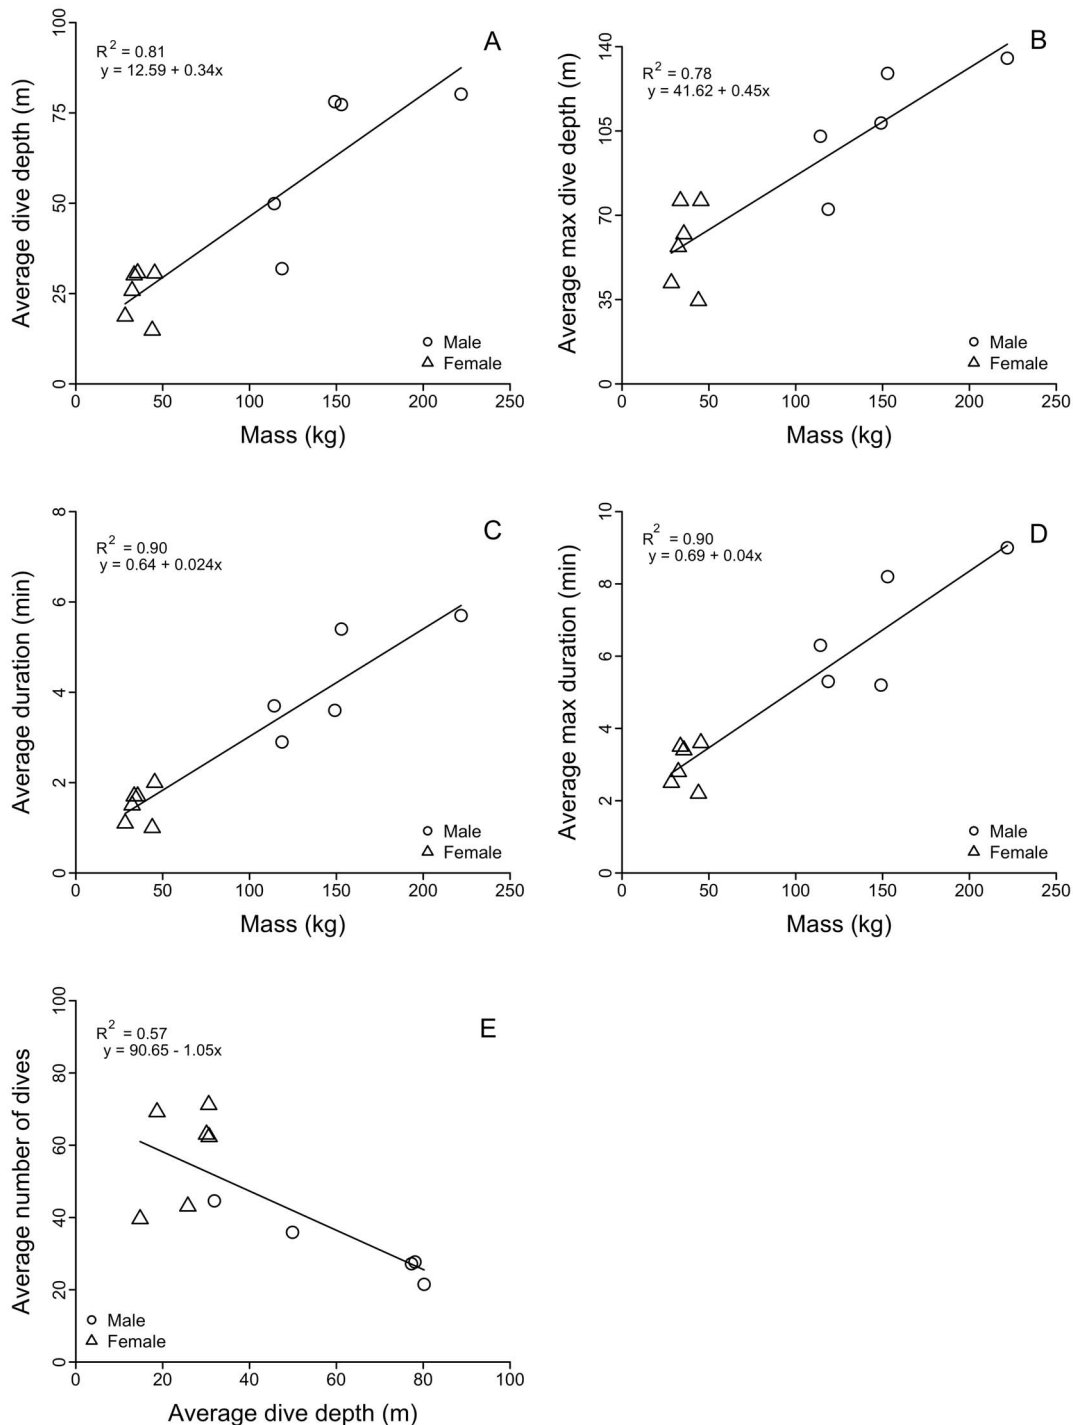 A
R2 = 0.81
y = 12.59 + 0.34x
Average dive depth (m)
100
75
50
25
0
Male
Female
0 50 100 150 200 250
Mass (kg)
B
R2 = 0.78
y = 41.62 + 0.45x
Average max dive depth (m)
140
105
70
35
0
Male
Female
0 50 100 150 200 250
Mass (kg)
C
R2 = 0.90
y = 0.64 + 0.024x
Average duration (min)
8
6
4
2
0
Male
Female
0 50 100 150 200 250
Mass (kg)
D
R2 = 0.90
y = 0.69 + 0.04x
Average max duration (min)
10
8
6
4
2
0
Male
Female
0 50 100 150 200 250
Mass (kg)
E
R2 = 0.57
y = 90.65 - 1.05x
Average number of dives
100
80
60
40
20
0
Male
Female
0 20 40 60 80 100
Average dive depth (m)